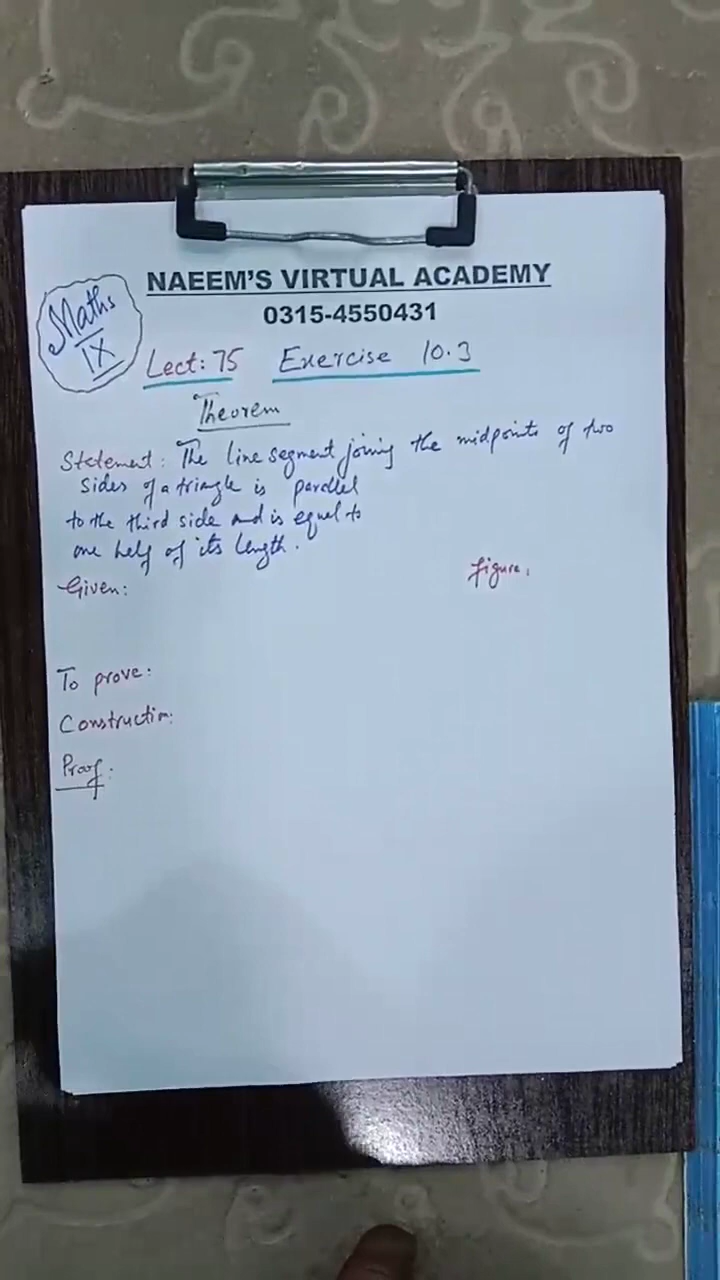 NAEEM'S VIRTUAL ACADEMY
0315-4550431
Maths
IX
Lect: 75 Exercise 10.3
Theorem
Statement: The line segment joining the midpoints of two
sides of a triangle is parallel
to the third side and is equal to
one half of its length.
Given:
figure.
To prove:
Construction:
Proof: